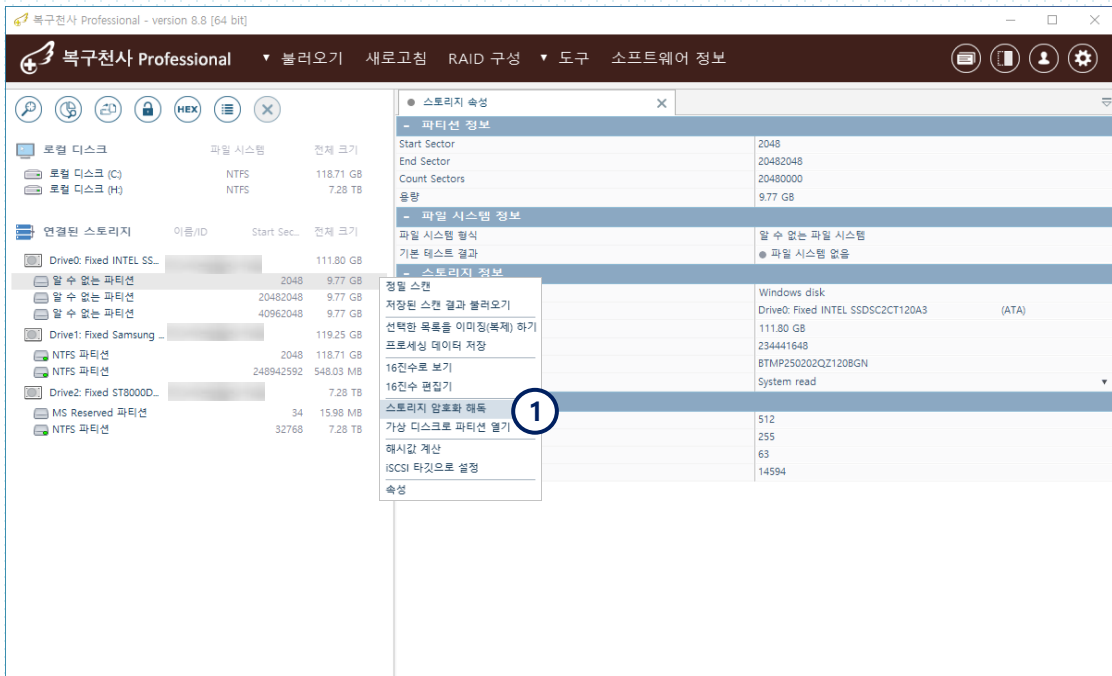 복구천사 Professional - version 8.8 [64 bit]
복구천사 Professional ▼ 불러오기 새로고침 RAID 구성 ▼ 도구 소프트웨어 정보
HEX
로컬 디스크 파일 시스템 전체 크기
로컬 디스크 (C:) NTFS 118.71 GB
로컬 디스크 (H:) NTFS 7.28 TB
연결된 스토리지 이름/ID Start Sec... 전체 크기
Drive0: Fixed INTEL SS... 111.80 GB
알 수 없는 파티션 2048 9.77 GB
알 수 없는 파티션 20482048 9.77 GB
알 수 없는 파티션 40962048 9.77 GB
Drive1: Fixed Samsung ... 119.25 GB
NTFS 파티션 2048 118.71 GB
NTFS 파티션 248942592 548.03 MB
Drive2: Fixed ST8000D... 7.28 TB
MS Reserved 파티션 34 15.98 MB
NTFS 파티션 32768 7.28 TB
정밀 스캔
저장된 스캔 결과 불러오기
선택한 목록을 이미징(복제) 하기
프로세싱 데이터 저장
16진수로 보기
16진수 편집기
스토리지 암호화 해독
1
가상 디스크로 파티션 열기
해시값 계산
iSCSI 타깃으로 설정
속성
스토리지 속성
– 파티션 정보
Start Sector 2048
End Sector 20482048
Count Sectors 20480000
용량 9.77 GB
– 파일 시스템 정보
파일 시스템 형식 알 수 없는 파일 시스템
기본 테스트 결과 파일 시스템 없음
– 스토리지 정보
Windows disk
Drive0: Fixed INTEL SSDSC2CT120A3 (ATA)
111.80 GB
234441648
BTMP250202QZ120BGN
System read
512
255
63
14594